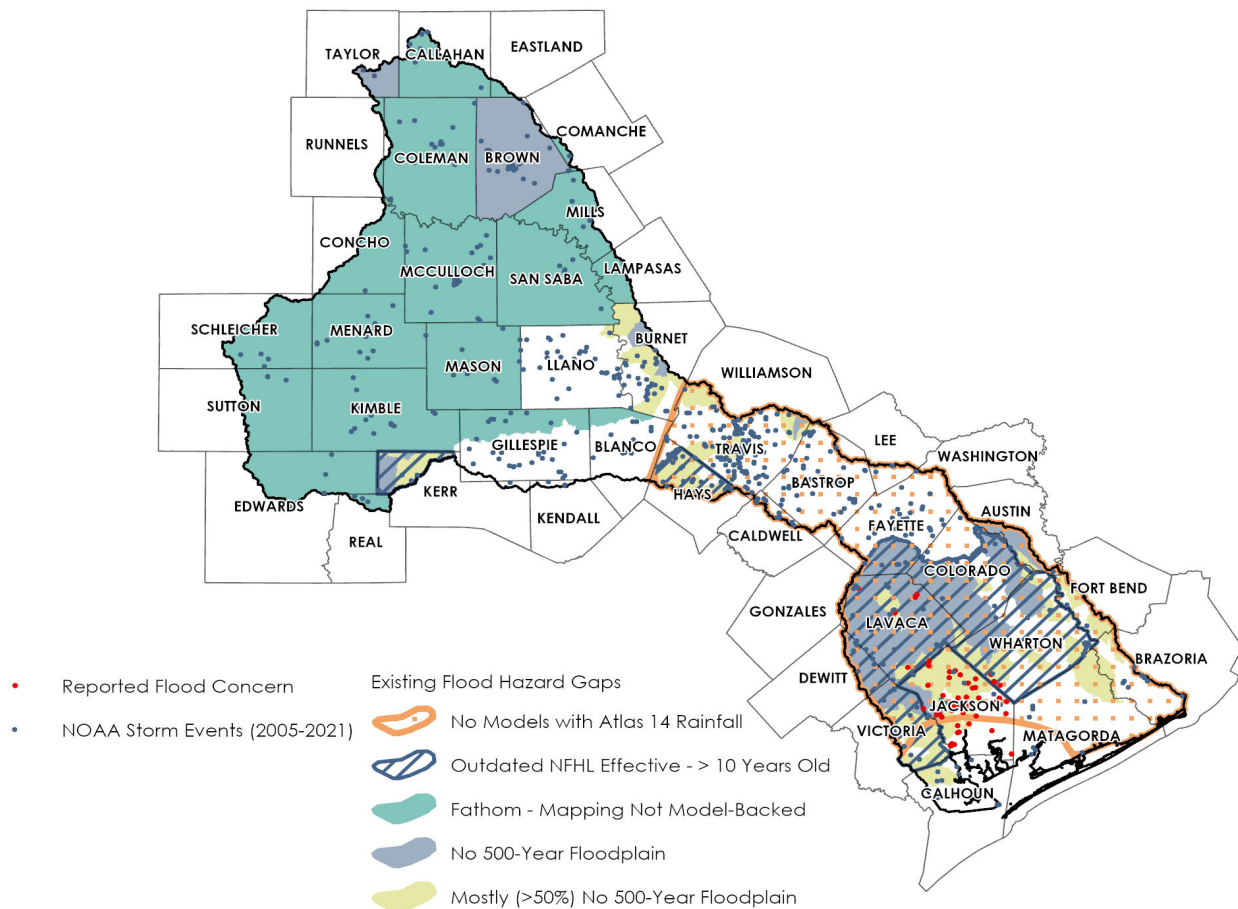 EASTLAND
TAYLOR
CALLAHAN
COMANCHE
RUNNELS
COLEMAN
BROWN
MILLS
CONCHO
MCCULLOCH
SAN SABA
LAMPASAS
SCHLEICHER
MENARD
BURNET
MASON
LLANO
WILLIAMSON
SUTTON
KIMBLE
LEE
GILLESPIE
BLANCO
TRAVIS
WASHINGTON
BASTROP
EDWARDS
KERR
HAYS
AUSTIN
KENDALL
FAYETTE
REAL
CALDWELL
COLORADO
FORT BEND
GONZALES
LAVACA
WHARTON
BRAZORIA
DEWITT
JACKSON
VICTORIA
MATAGORDA
CALHOUN
Reported Flood Concern
NOAA Storm Events (2005-2021)
Existing Flood Hazard Gaps
No Models with Atlas 14 Rainfall
Outdated NFHL Effective - > 10 Years Old
Fathom - Mapping Not Model-Backed
No 500-Year Floodplain
Mostly (>50%) No 500-Year Floodplain